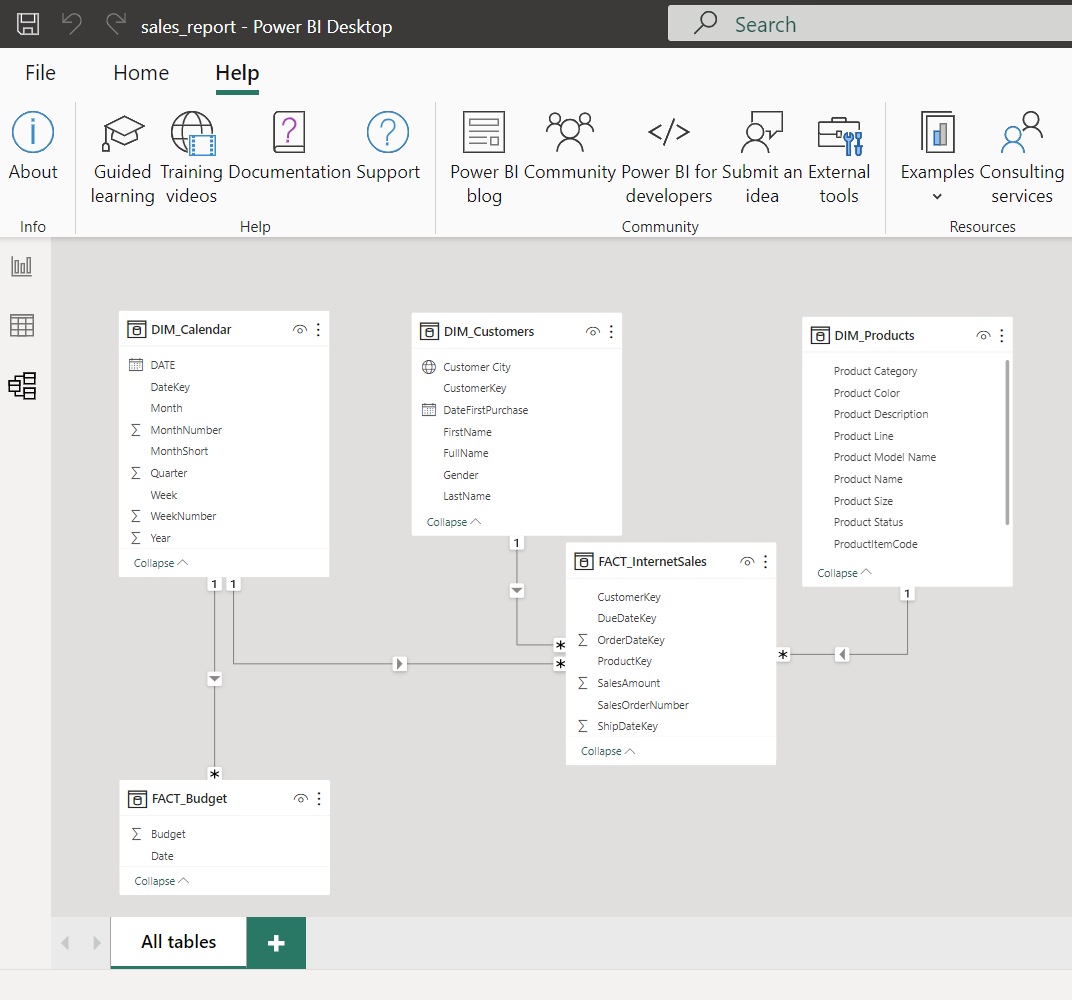 sales_report - Power BI Desktop
Search
File Home Help
About
Guided learning
Training videos
Documentation
Support
Power BI blog
Community
Power BI for developers
Submit an idea
External tools
Examples
Consulting services
Info
Help
Community
Resources
DIM_Calendar
DATE
DateKey
Month
MonthNumber
MonthShort
Quarter
Week
WeekNumber
Year
Collapse
DIM_Customers
Customer City
CustomerKey
DateFirstPurchase
FirstName
FullName
Gender
LastName
Collapse
DIM_Products
Product Category
Product Color
Product Description
Product Line
Product Model Name
Product Name
Product Size
Product Status
ProductItemCode
Collapse
FACT_InternetSales
CustomerKey
DueDateKey
OrderDateKey
ProductKey
SalesAmount
SalesOrderNumber
ShipDateKey
Collapse
1
1 1
1
*
*
*
*
FACT_Budget
Budget
Date
Collapse
All tables